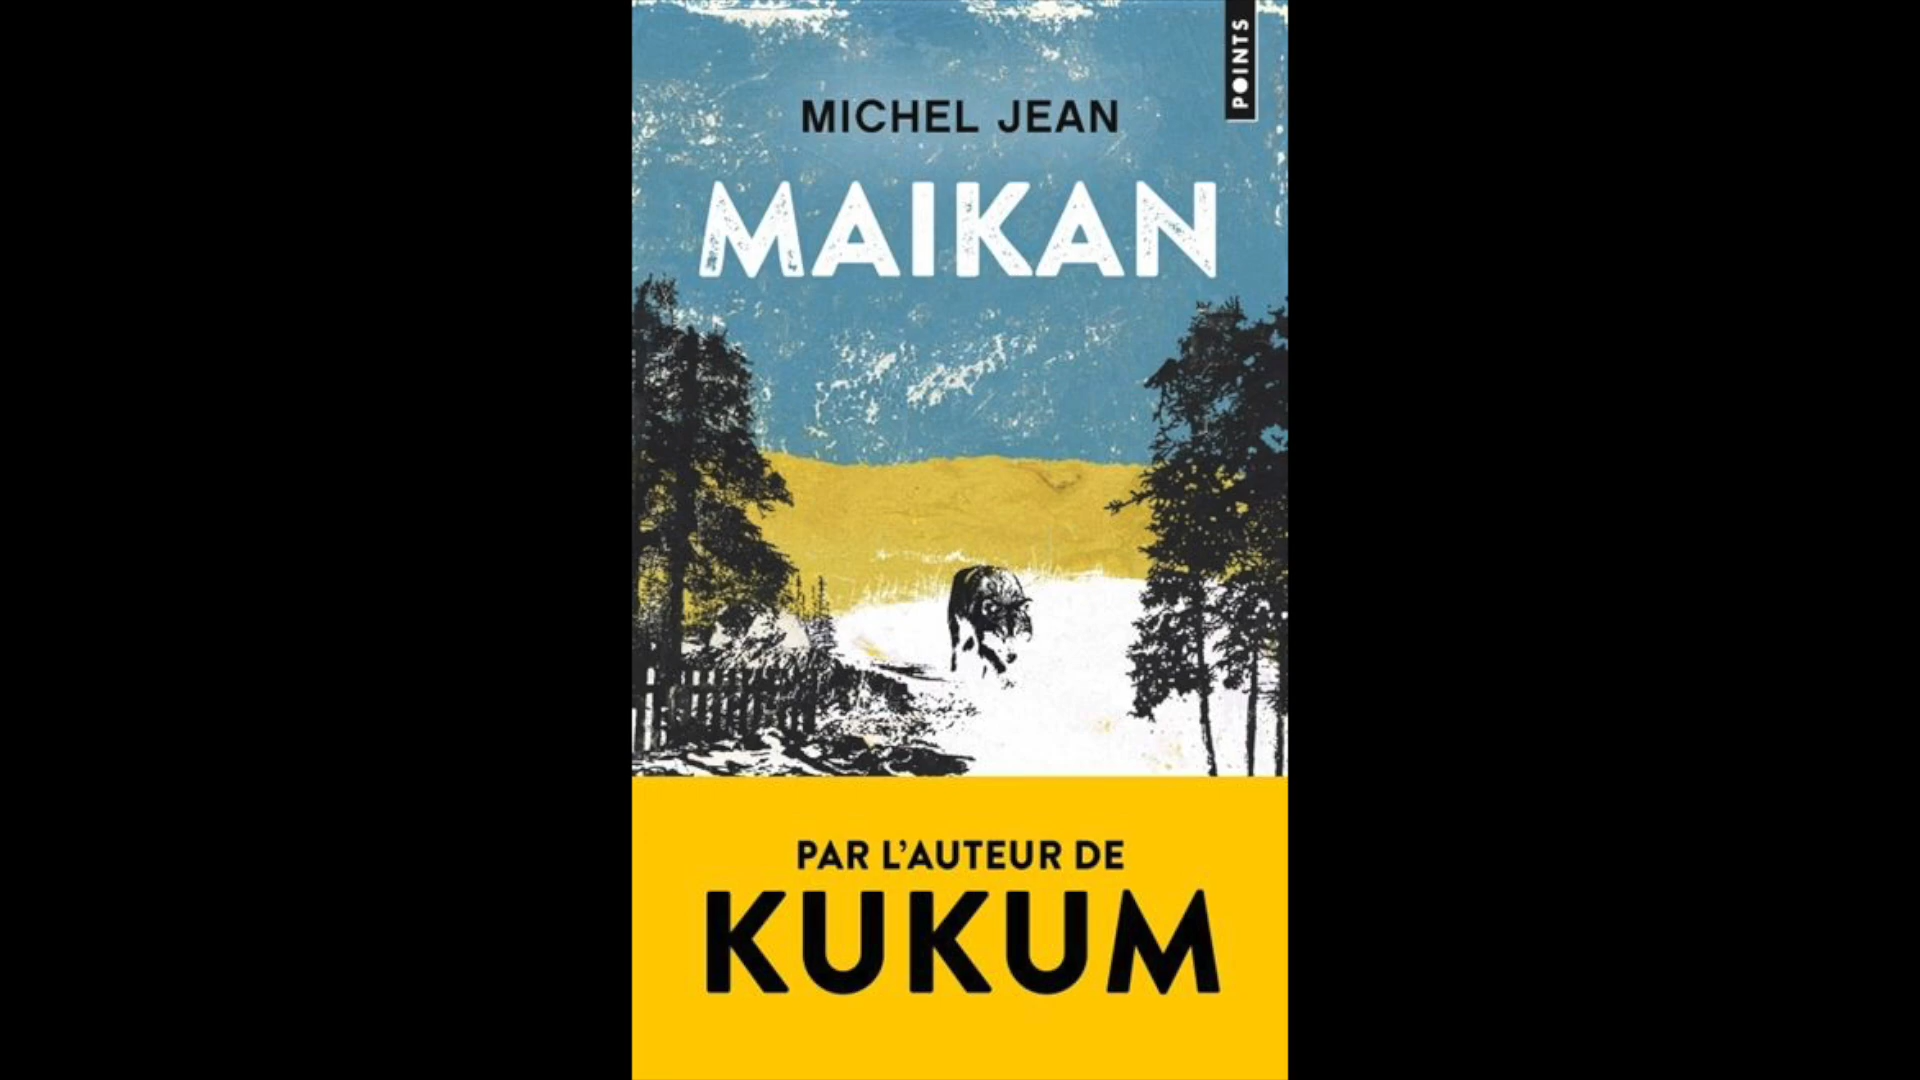 POINTS
MICHEL JEAN
MAIKAN
PAR L'AUTEUR DE
KUKUM